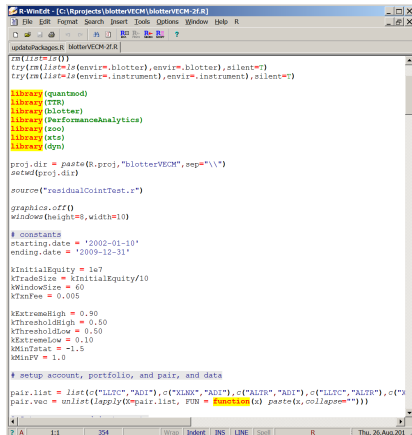 R-WinEdt - [C:\Rprojects\blotterVECM\blotterVECM-2f.R]
File Edit Format Search Insert Tools Options Window Help R
updatePackages.R blotterVECM-2f.R
rm(list=ls())
try(rm(list=ls(envir=.blotter),envir=.blotter),silent=T)
try(rm(list=ls(envir=.instrument),envir=.instrument),silent=T)
library(quantmod)
library(TTR)
library(blotter)
library(PerformanceAnalytics)
library(zoo)
library(xts)
library(dyn)
proj.dir = paste(R.proj,"blotterVECM",sep="\\")
setwd(proj.dir)
source("residualCointTest.r")
graphics.off()
windows(height=8,width=10)
# constants
starting.date = '2002-01-10'
ending.date = '2009-12-31'
kInitialEquity = 1e7
kTradeSize = kInitialEquity/10
kWindowSize = 60
kTxnFee = 0.005
kExtremeHigh = 0.90
kThresholdHigh = 0.50
kThresholdLow = 0.50
kExtremeLow = 0.10
kMinTstat = -1.5
kMinPV = 1.0
# setup account, portfolio, and pair, and data
pair.list = list(c("LLTC","ADI"),c("XLNX","ADI"),c("ALTR","ADI"),c("LLTC","ALTR"),c("X
pair.vec = unlist(lapply(X=pair.list, FUN = function(x) paste(x,collapse="")))
? A 1:1 354 Wrap Indent INS LINE Spell R Thu, 26.Aug.201